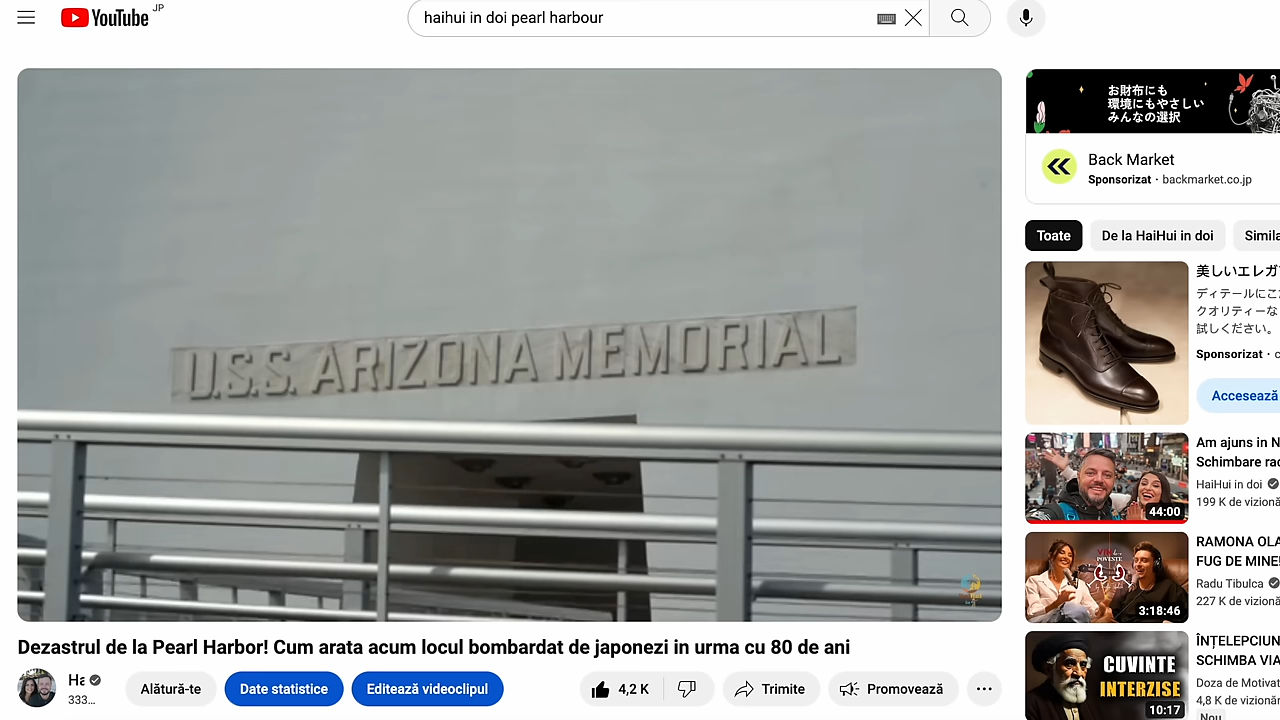 YouTube JP
haihui in doi pearl harbour
U.S.S. ARIZONA MEMORIAL
Dezastrul de la Pearl Harbor! Cum arata acum locul bombardat de japonezi in urma cu 80 de ani
Ha
333...
Alătură-te
Date statistice
Editează videoclipul
4,2 K
Trimite
Promovează
お財布にも
環境にもやさしい
みんなの選択
Back Market
Sponsorizat · backmarket.co.jp
Toate
De la HaiHui in doi
Simila
美しいエレガ
ディテールにこ
クオリティーな
試しください。
Sponsorizat ·
Accesează
Am ajuns in N
Schimbare rad
HaiHui in doi
199 K de vizionă
44:00
RAMONA OLA
FUG DE MINE!
Radu Tibulca
227 K de vizionă
POVESTE
3:18:46
ÎNȚELEPCIUN
SCHIMBA VIA
Doza de Motivat
4,8 K de vizionăr
Nou
CUVINTE
INTERZISE
10:17